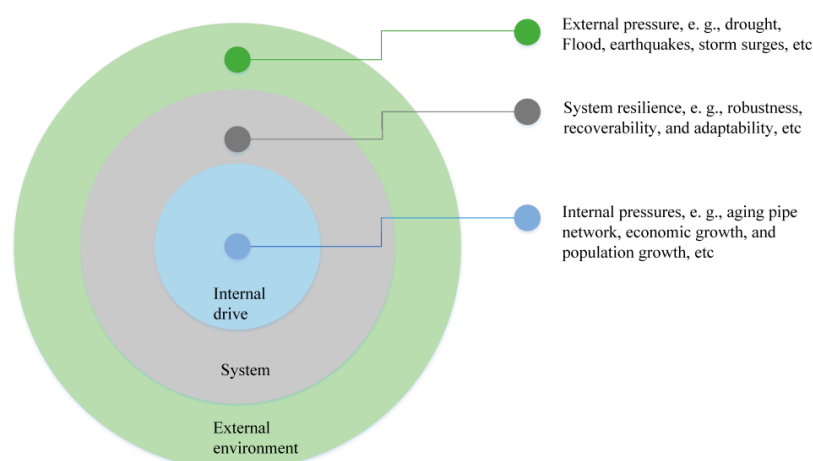 External pressure, e. g., drought,
Flood, earthquakes, storm surges, etc
System resilience, e. g., robustness,
recoverability, and adaptability, etc
Internal pressures, e. g., aging pipe
network, economic growth, and
population growth, etc
Internal
drive
System
External
environment